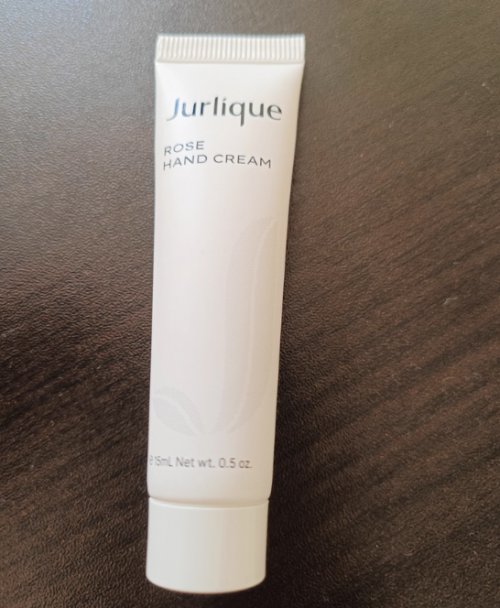 Jurlique
ROSE
HAND CREAM
℮ 15mL Net wt. 0.5 oz.